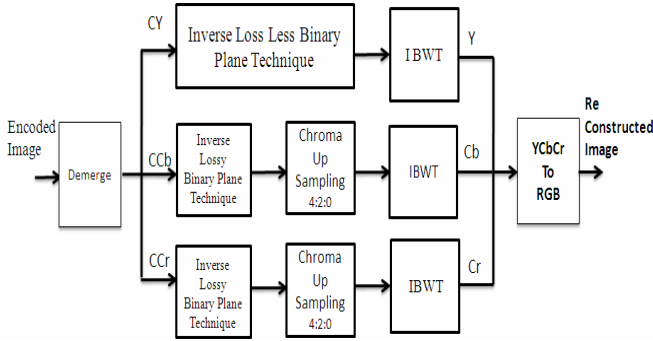 CY
Inverse Loss Less Binary
Plane Technique
IBWT
Y
Encoded
Image
Demerge
CCb
Inverse
Lossy
Binary Plane
Technique
Chroma
Up
Sampling
4:2:0
IBWT
Cb
YCbCr
To
RGB
Re
Constructed
Image
CCr
Inverse
Lossy
Binary Plane
Technique
Chroma
Up
Sampling
4:2:0
IBWT
Cr